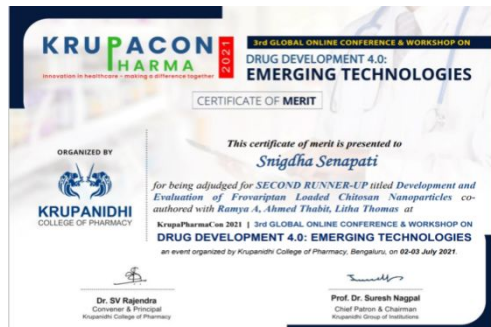 KRUPACON
PHARMA
2021
Innovation in healthcare - making a difference together
3rd GLOBAL ONLINE CONFERENCE & WORKSHOP ON
DRUG DEVELOPMENT 4.0:
EMERGING TECHNOLOGIES
CERTIFICATE OF MERIT
ORGANIZED BY
KRUPANIDHI
COLLEGE OF PHARMACY
This certificate of merit is presented to
Snigdha Senapati
for being adjudged for SECOND RUNNER-UP titled Development and
Evaluation of Frovariptan Loaded Chitosan Nanoparticles co-
authored with Ramya A, Ahmed Thabit, Litha Thomas at
KrupaPharmaCon 2021 | 3rd GLOBAL ONLINE CONFERENCE & WORKSHOP ON
DRUG DEVELOPMENT 4.0: EMERGING TECHNOLOGIES
an event organized by Krupanidhi College of Pharmacy, Bengaluru, on 02-03 July 2021.
Dr. SV Rajendra
Convener & Principal
Krupanidhi College of Pharmacy
Prof. Dr. Suresh Nagpal
Chief Patron & Chairman
Krupanidhi Group of Institutions